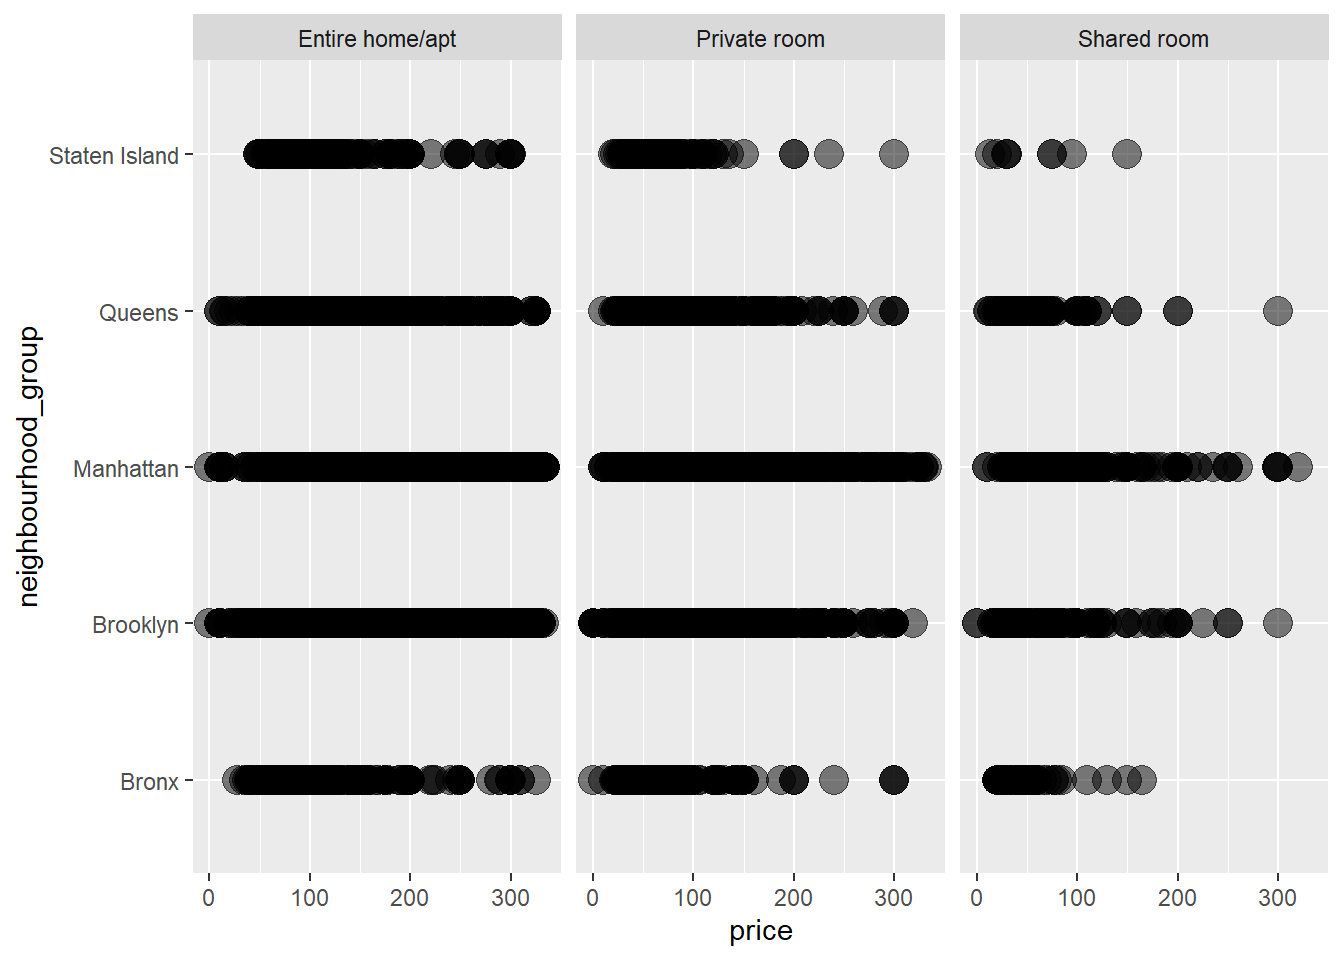 Entire home/apt Private room Shared room
Staten Island
Queens
Manhattan
Brooklyn
Bronx
neighbourhood_group
0 100 200 300 0 100 200 300 0 100 200 300
price